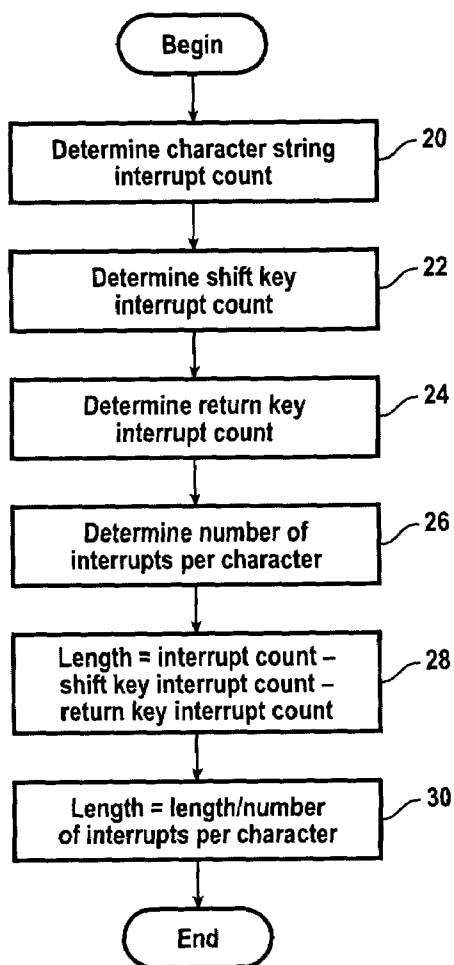 Begin
Determine character string
interrupt count
20
Determine shift key
interrupt count
22
Determine return key
interrupt count
24
Determine number of
interrupts per character
26
Length = interrupt count –
shift key interrupt count –
return key interrupt count
28
Length = length/number
of interrupts per character
30
End